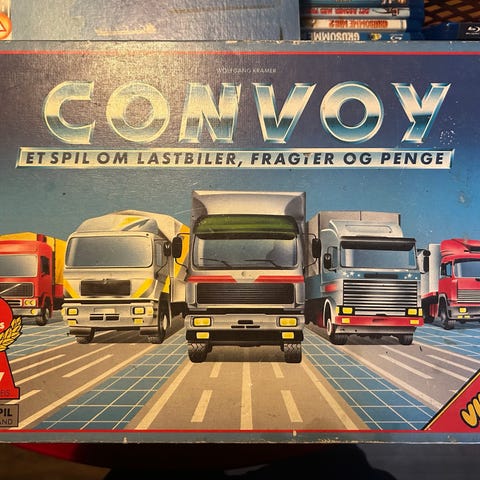 WOLFGANG KRAMER
CONVOY
ET SPIL OM LASTBILER, FRAGTER OG PENGE